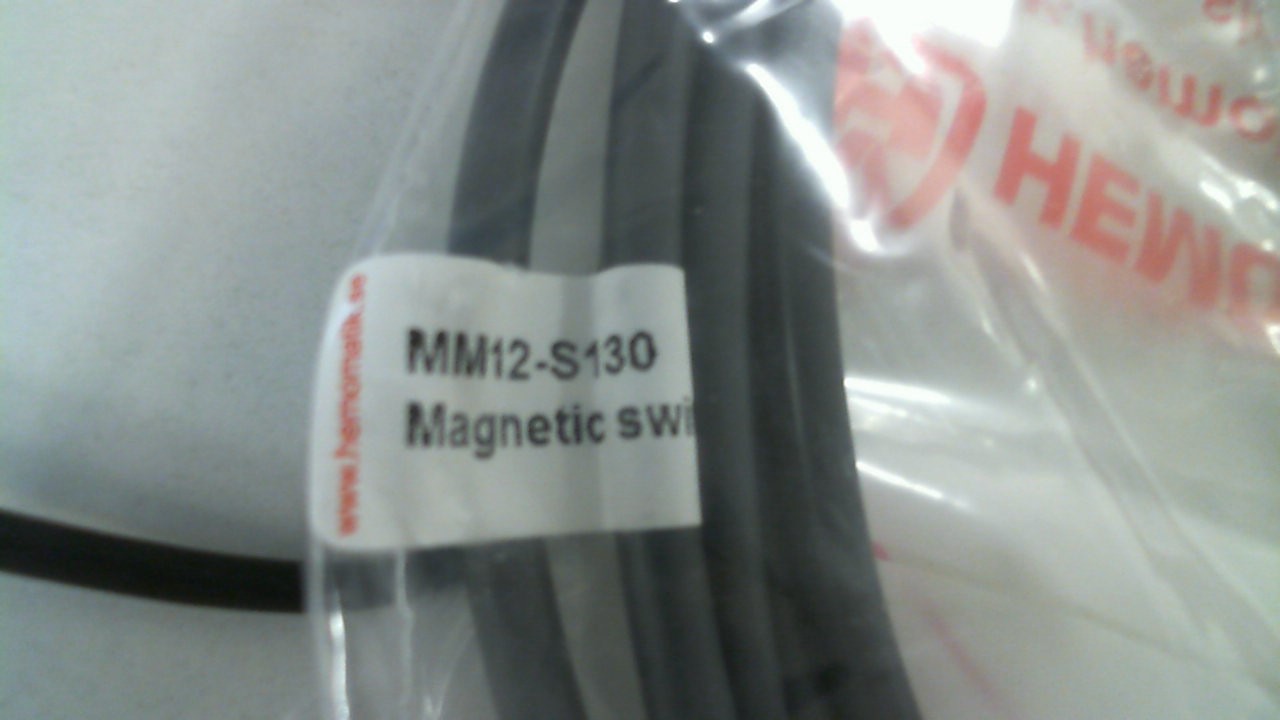 MM12-S130
Magnetic swi
www.hemomatik.se
HEMO